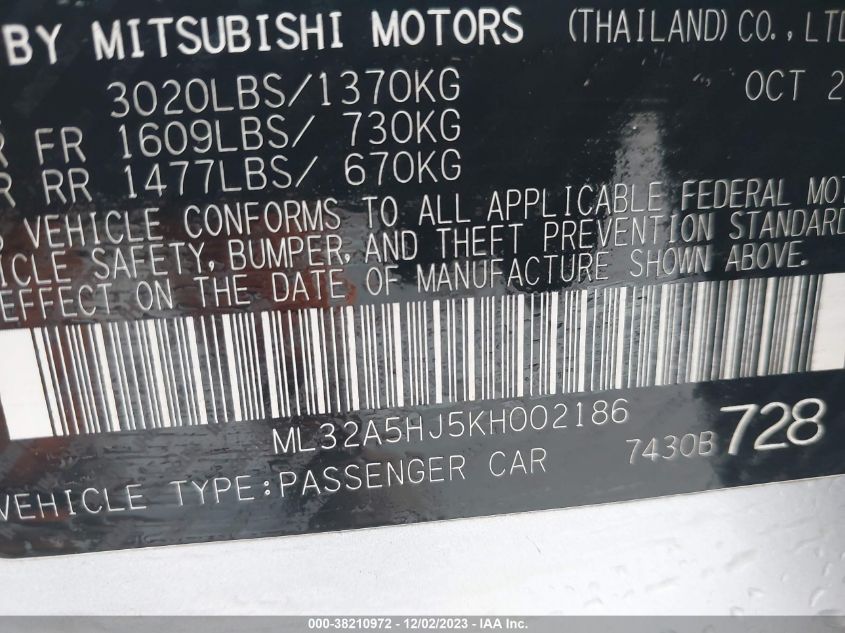 BY MITSUBISHI MOTORS (THAILAND) CO., LTD
3020LBS/1370KG OCT 2
R FR 1609LBS/ 730KG
R RR 1477LBS/ 670KG
VEHICLE CONFORMS TO ALL APPLICABLE FEDERAL MOT
ICLE SAFETY, BUMPER, AND THEFT PREVENTION STANDARD
EFFECT ON THE DATE OF MANUFACTURE SHOWN ABOVE.
ML32A5HJ5KH002186
7430B 728
VEHICLE TYPE:PASSENGER CAR
000-38210972 - 12/02/2023 - IAA Inc.